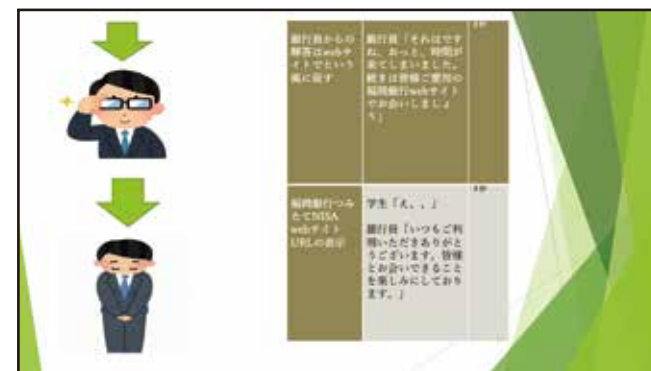 銀行員からの
解答はwebサ
イトでという
風に促す
銀行員「それはです
ね、おっと、時間が
来てしまいました。
続きは皆様ご愛用の
福岡銀行webサイト
でお会いしましょ
う」
福岡銀行つみ
たてNISA
webサイト
URLの表示
学生「え、、」
銀行員「いつもご利
用いただきありがと
うございます。皆様
とお会いできること
を楽しみにしており
ます。」